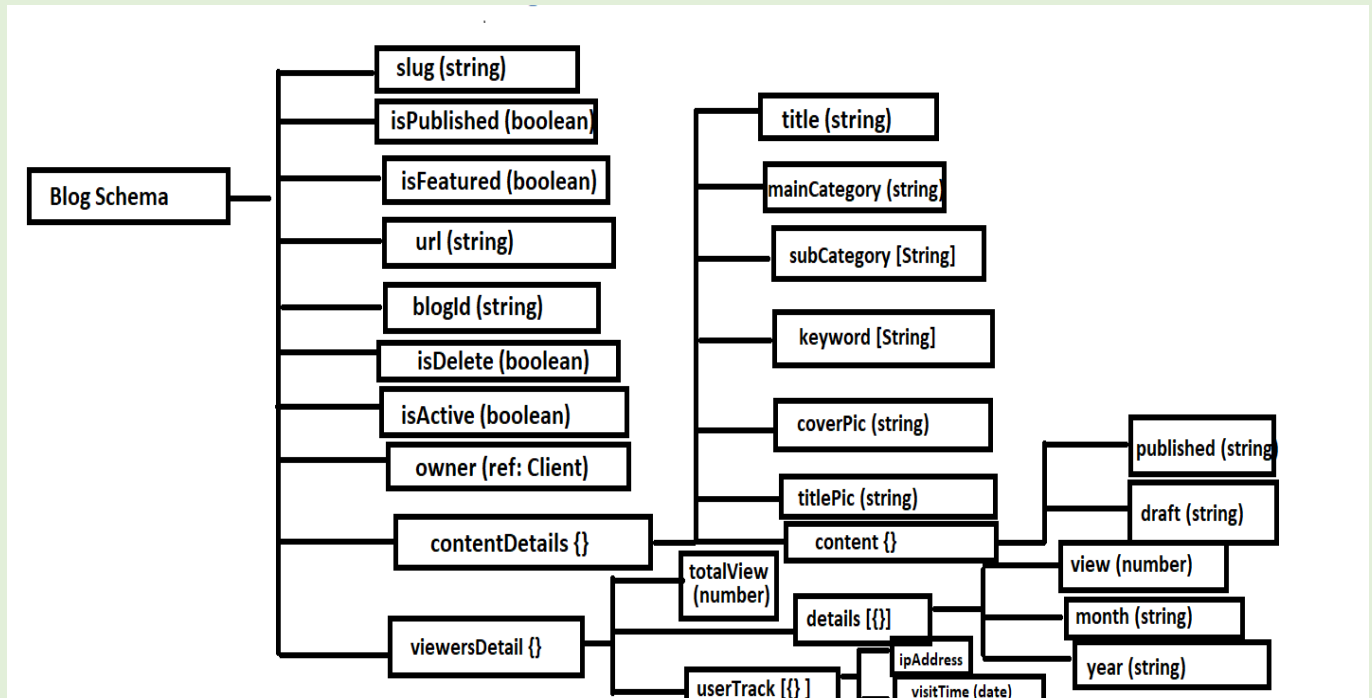 Blog Schema
slug (string)
isPublished (boolean)
isFeatured (boolean)
url (string)
blogId (string)
isDelete (boolean)
isActive (boolean)
owner (ref: Client)
contentDetails {}
viewersDetail {}
title (string)
mainCategory (string)
subCategory [String]
keyword [String]
coverPic (string)
titlePic (string)
content {}
published (string)
draft (string)
totalView
(number)
details [{}]
userTrack [{} ]
view (number)
month (string)
year (string)
ipAddress
visitTime (date)